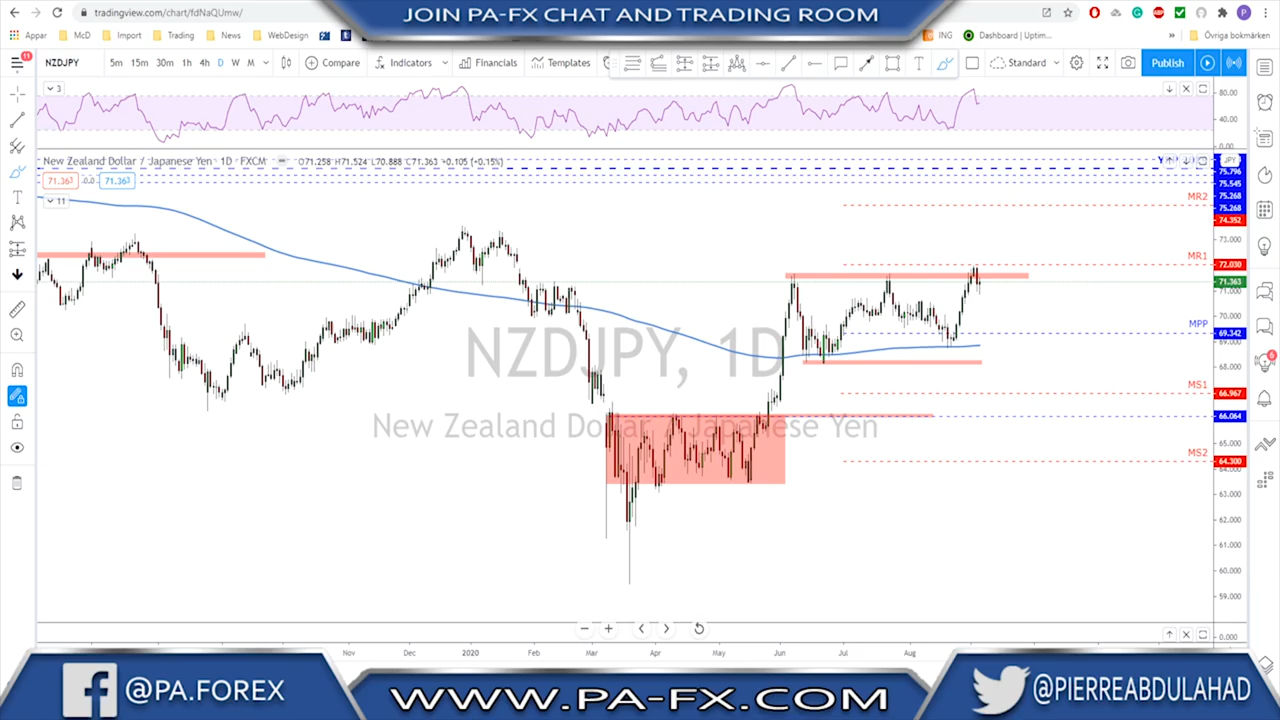 JOIN PA-FX CHAT AND TRADING ROOM
tradingview.com/chart/fdNaQUmw/
Appar McD Import Trading News WebDesign ING Dashboard | Uptim... Övriga bokmärken
11 NZDJPY 5m 15m 30m 1h 4h D W M Compare Indicators Financials Templates Standard Publish
3
80.00
40.00
0.00
New Zealand Dollar / Japanese Yen · 1D · FXCM O71.258 H71.524 L70.888 C71.363 +0.105 (+0.15%)
JPY
71.363 0.0 71.363
11
75.796
75.545
75.268
75.268
MR2
74.352
73.000
MR1
72.030
71.363
71.000
70.000
MPP
69.342
69.000
68.000
MS1
66.967
66.064
65.000
MS2
64.300
64.000
63.000
62.000
61.000
60.000
59.000
NZDJPY, 1D
New Zealand Dollar / Japanese Yen
6
0.000
Nov Dec 2020 Feb Mar Apr May Jun Jul Aug
@PA.FOREX
WWW.PA-FX.COM
@PIERREABDULAHAD